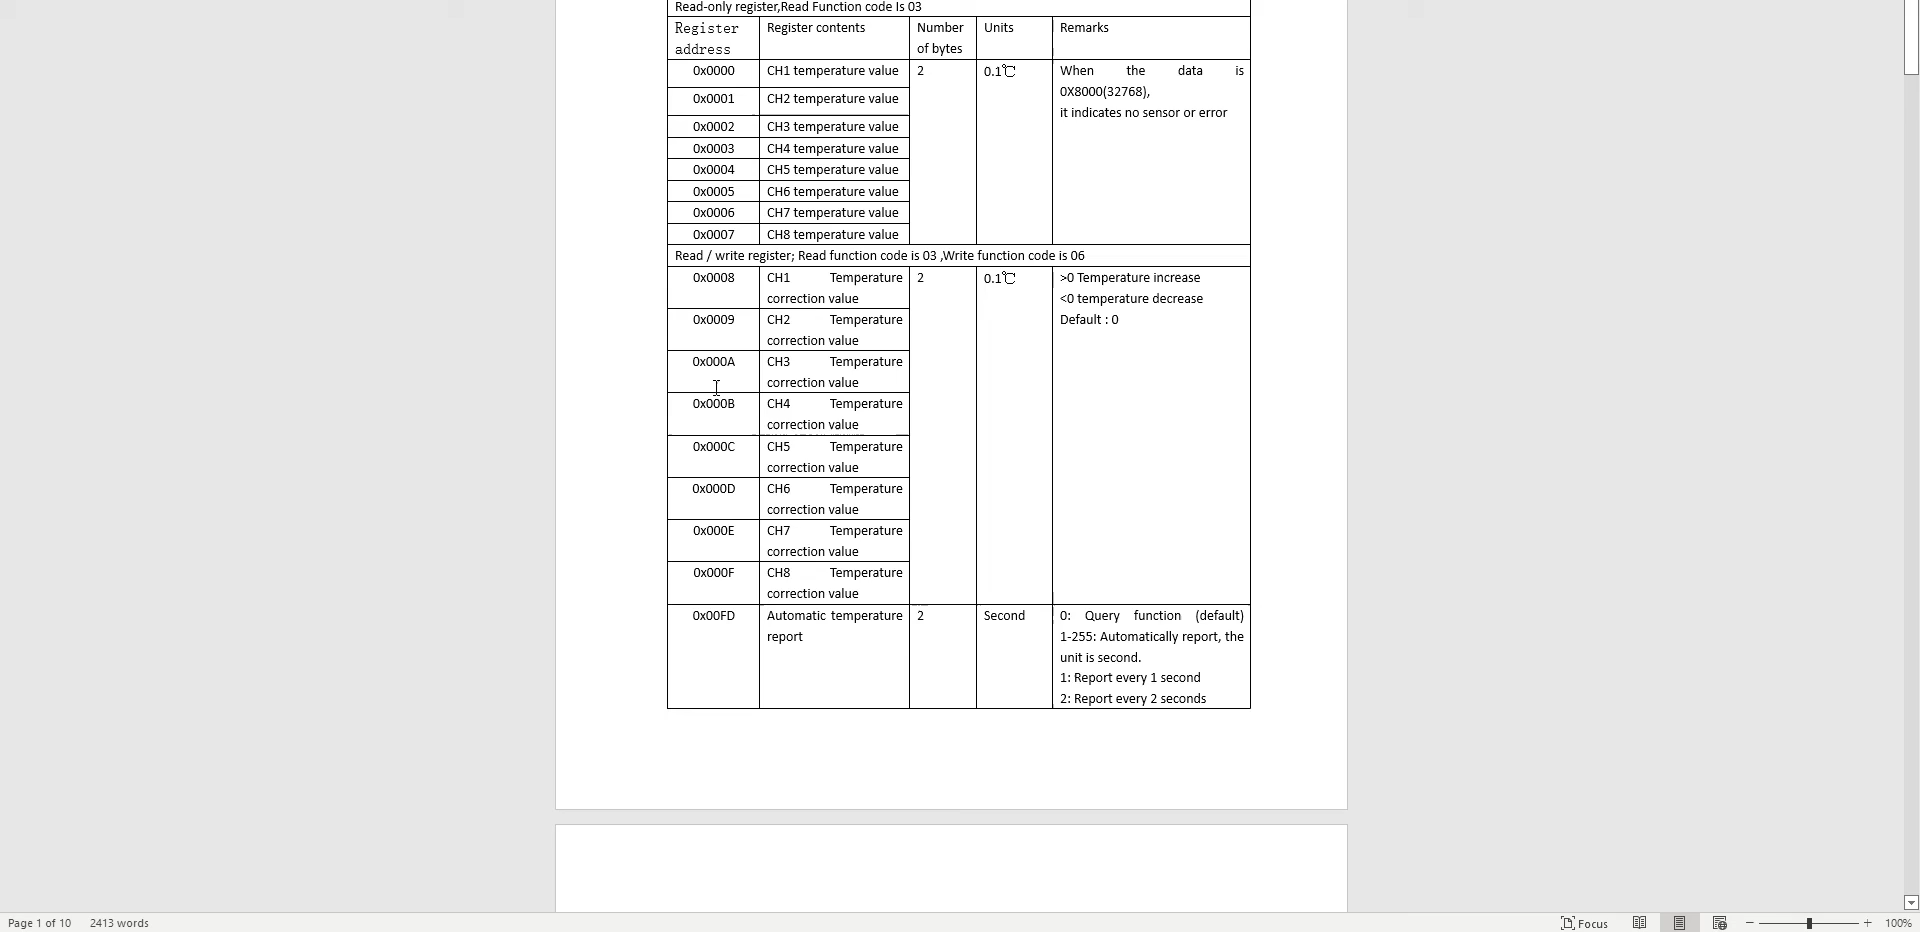 Read-only register,Read Function code Is 03
Register address Register contents Number of bytes Units Remarks
0x0000 CH1 temperature value 2 0.1℃ When the data is
0X8000(32768),
0x0001 CH2 temperature value
it indicates no sensor or error
0x0002 CH3 temperature value
0x0003 CH4 temperature value
0x0004 CH5 temperature value
0x0005 CH6 temperature value
0x0006 CH7 temperature value
0x0007 CH8 temperature value
Read / write register; Read function code is 03 ,Write function code is 06
0x0008 CH1 Temperature 2 0.1℃ >0 Temperature increase
correction value <0 temperature decrease
0x0009 CH2 Temperature Default : 0
correction value
0x000A CH3 Temperature
correction value
0x000B CH4 Temperature
correction value
0x000C CH5 Temperature
correction value
0x000D CH6 Temperature
correction value
0x000E CH7 Temperature
correction value
0x000F CH8 Temperature
correction value
0x00FD Automatic temperature 2 Second 0: Query function (default)
report 1-255: Automatically report, the
unit is second.
1: Report every 1 second
2: Report every 2 seconds
Page 1 of 10 2413 words Focus 100%